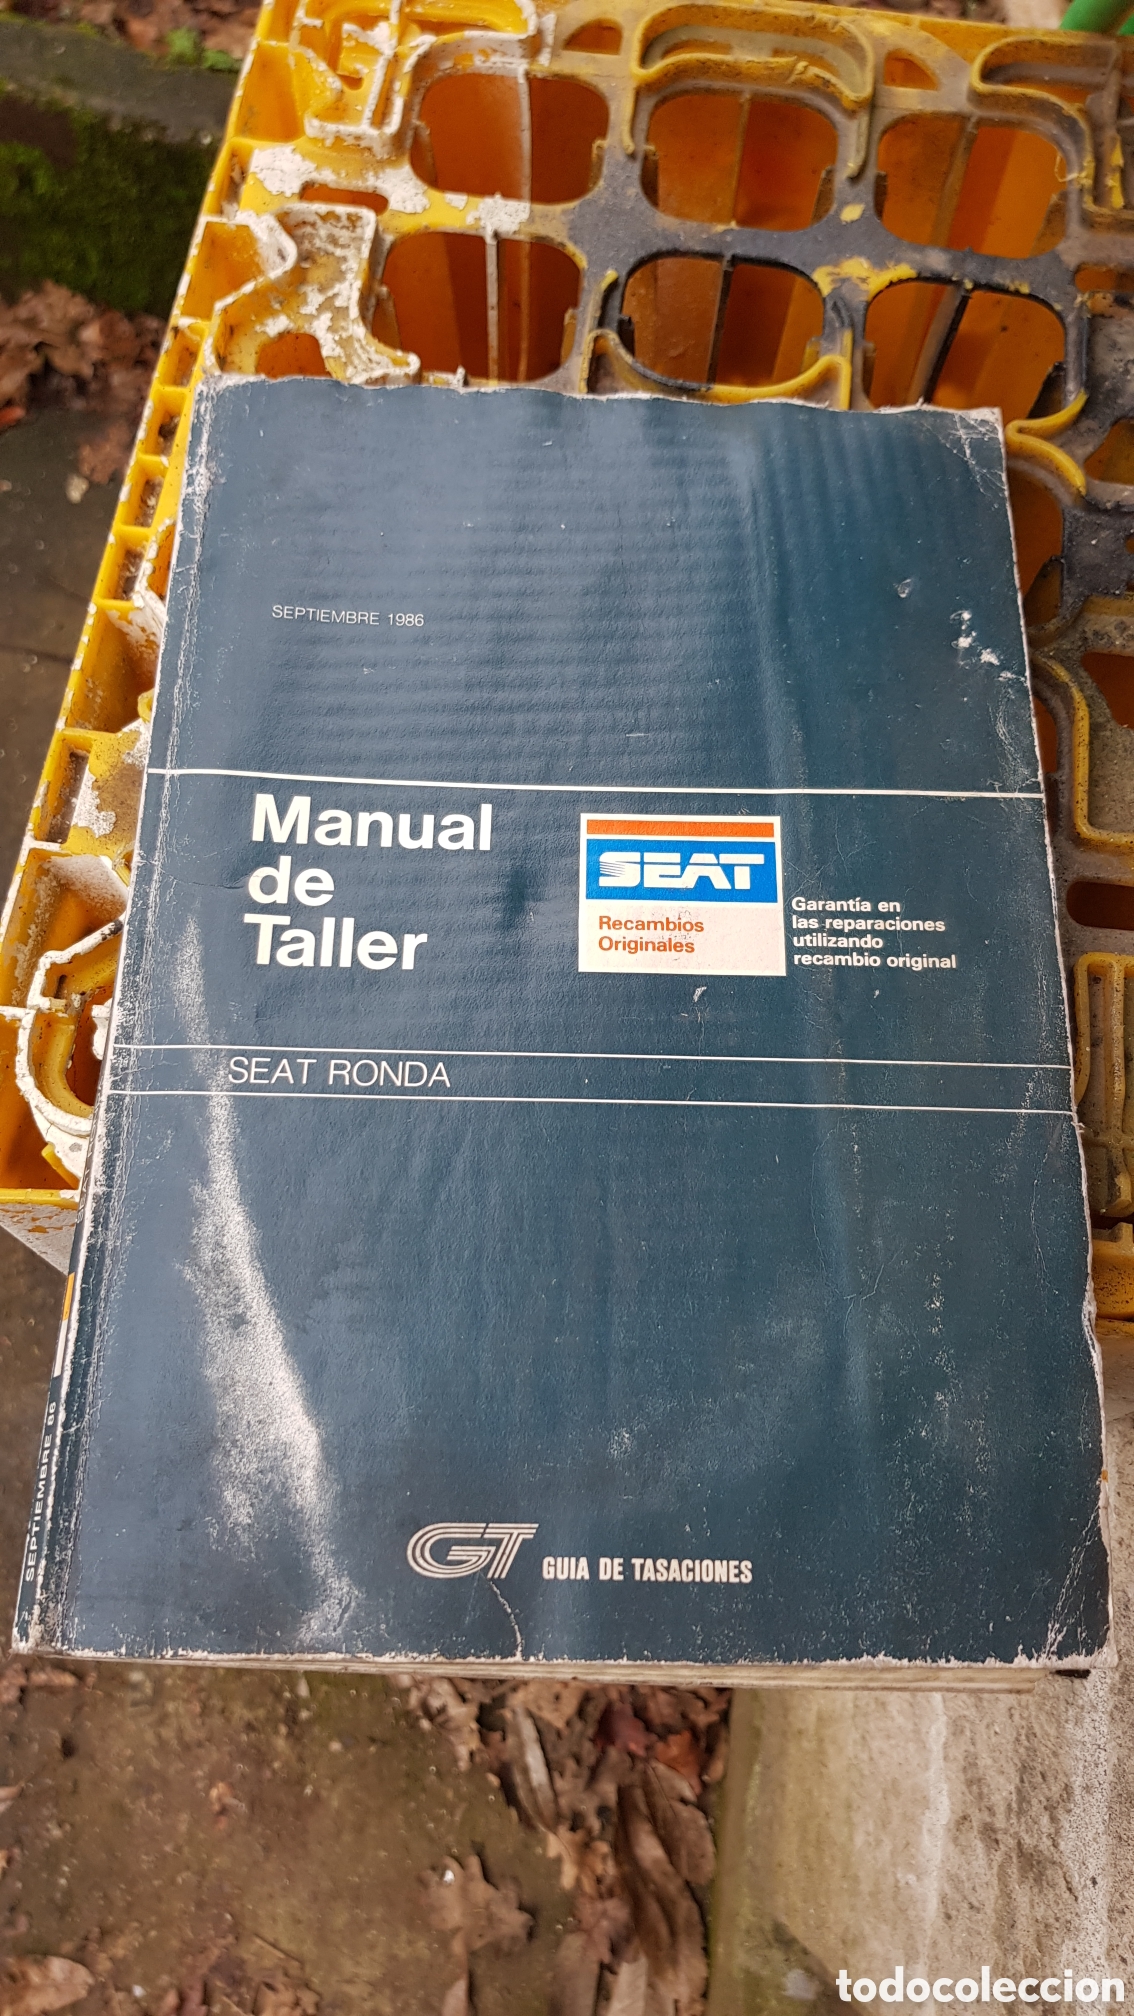 SEPTIEMBRE 1986
Manual
de
Taller
SEAT
Recambios
Originales
Garantía en
las reparaciones
utilizando
recambio original
SEAT RONDA
SEPTIEMBRE 86
GT GUIA DE TASACIONES
todocoleccion